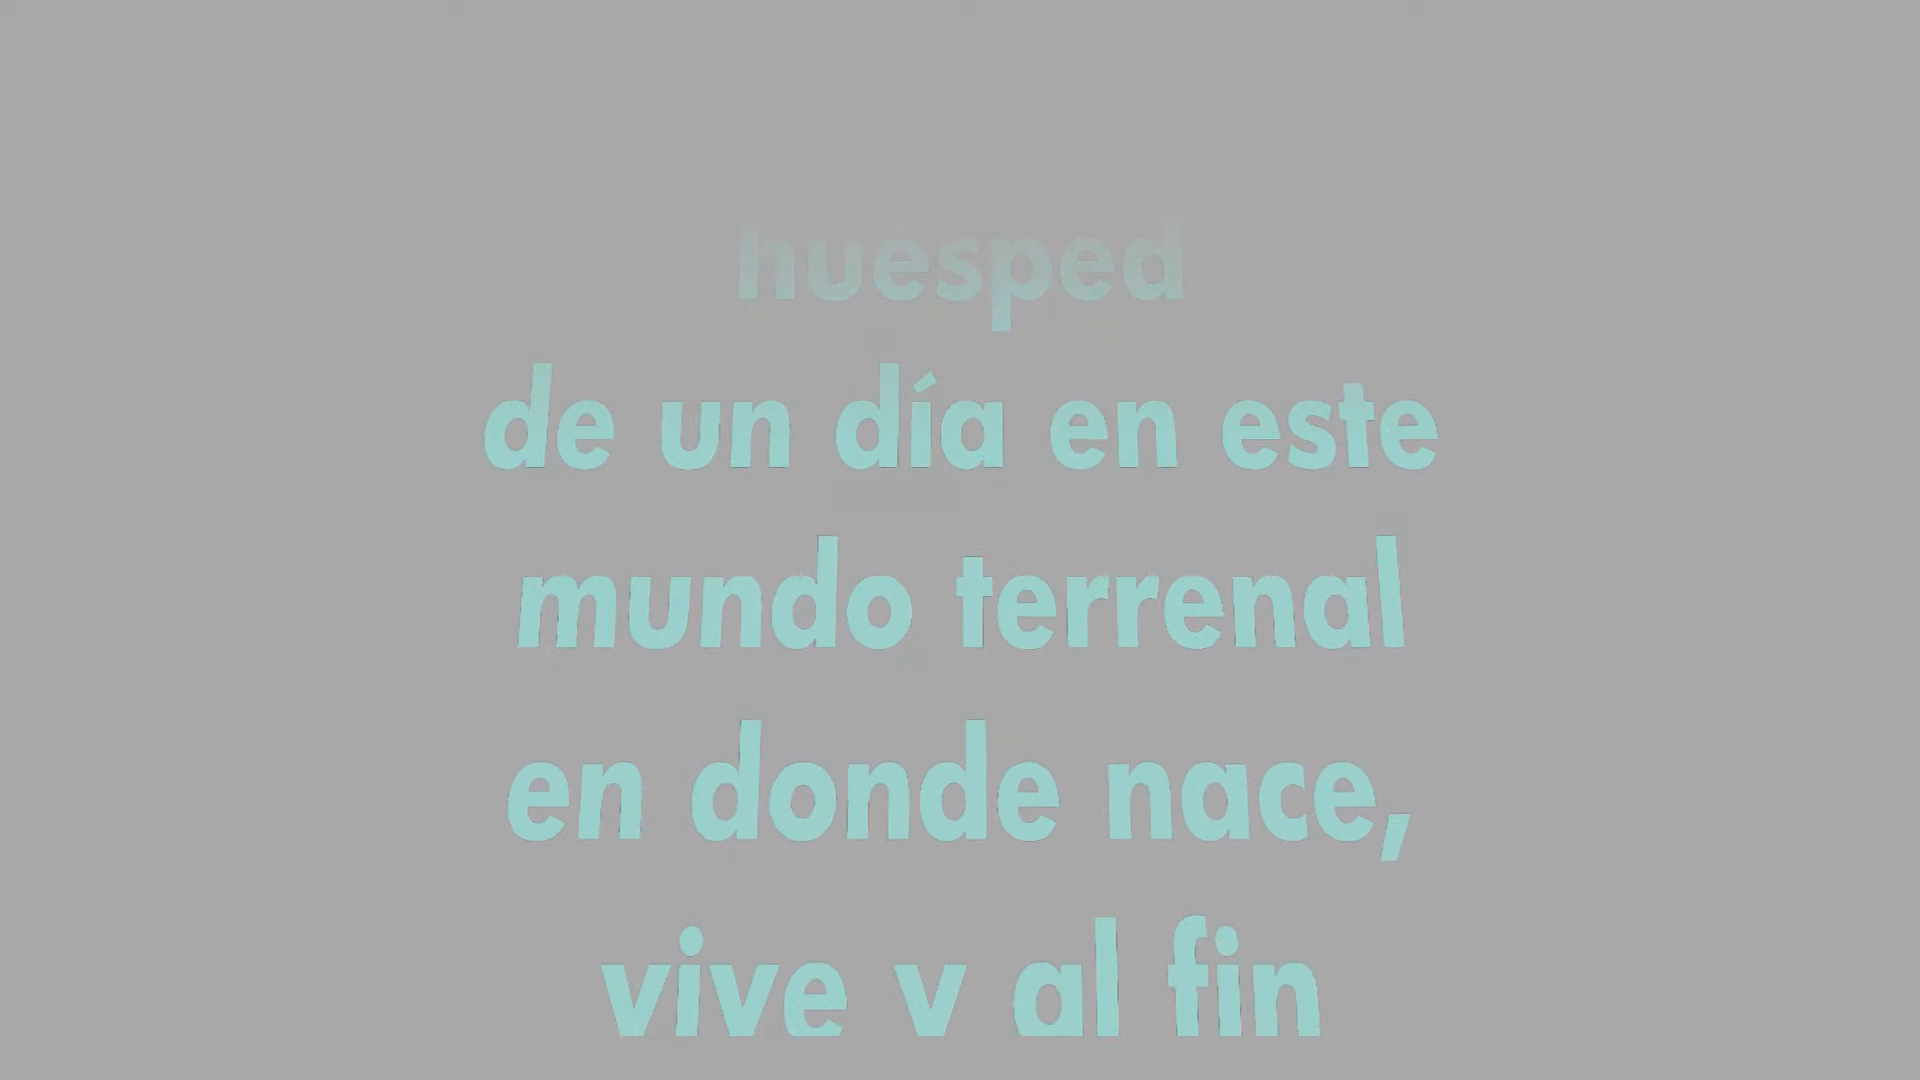 huésped
de un día en este
mundo terrenal
en donde nace,
vive y al fin